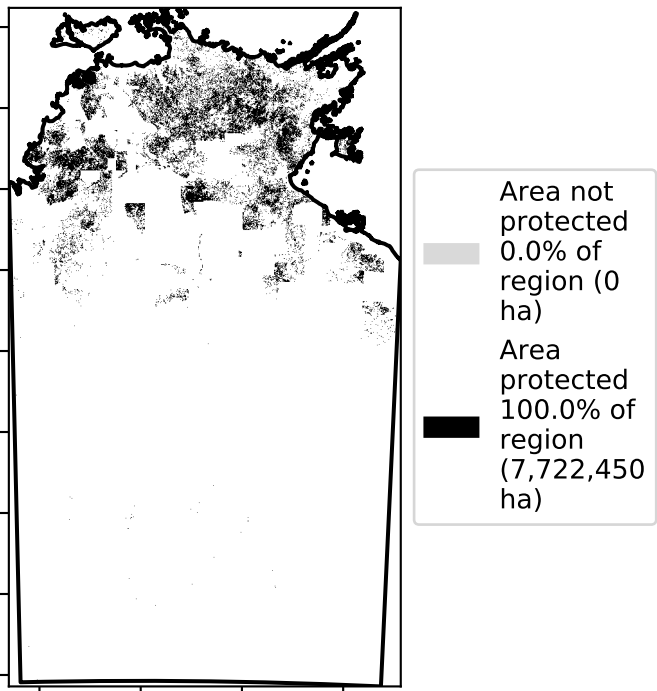 Area not
protected
0.0% of
region (0
ha)
Area
protected
100.0% of
region
(7,722,450
ha)